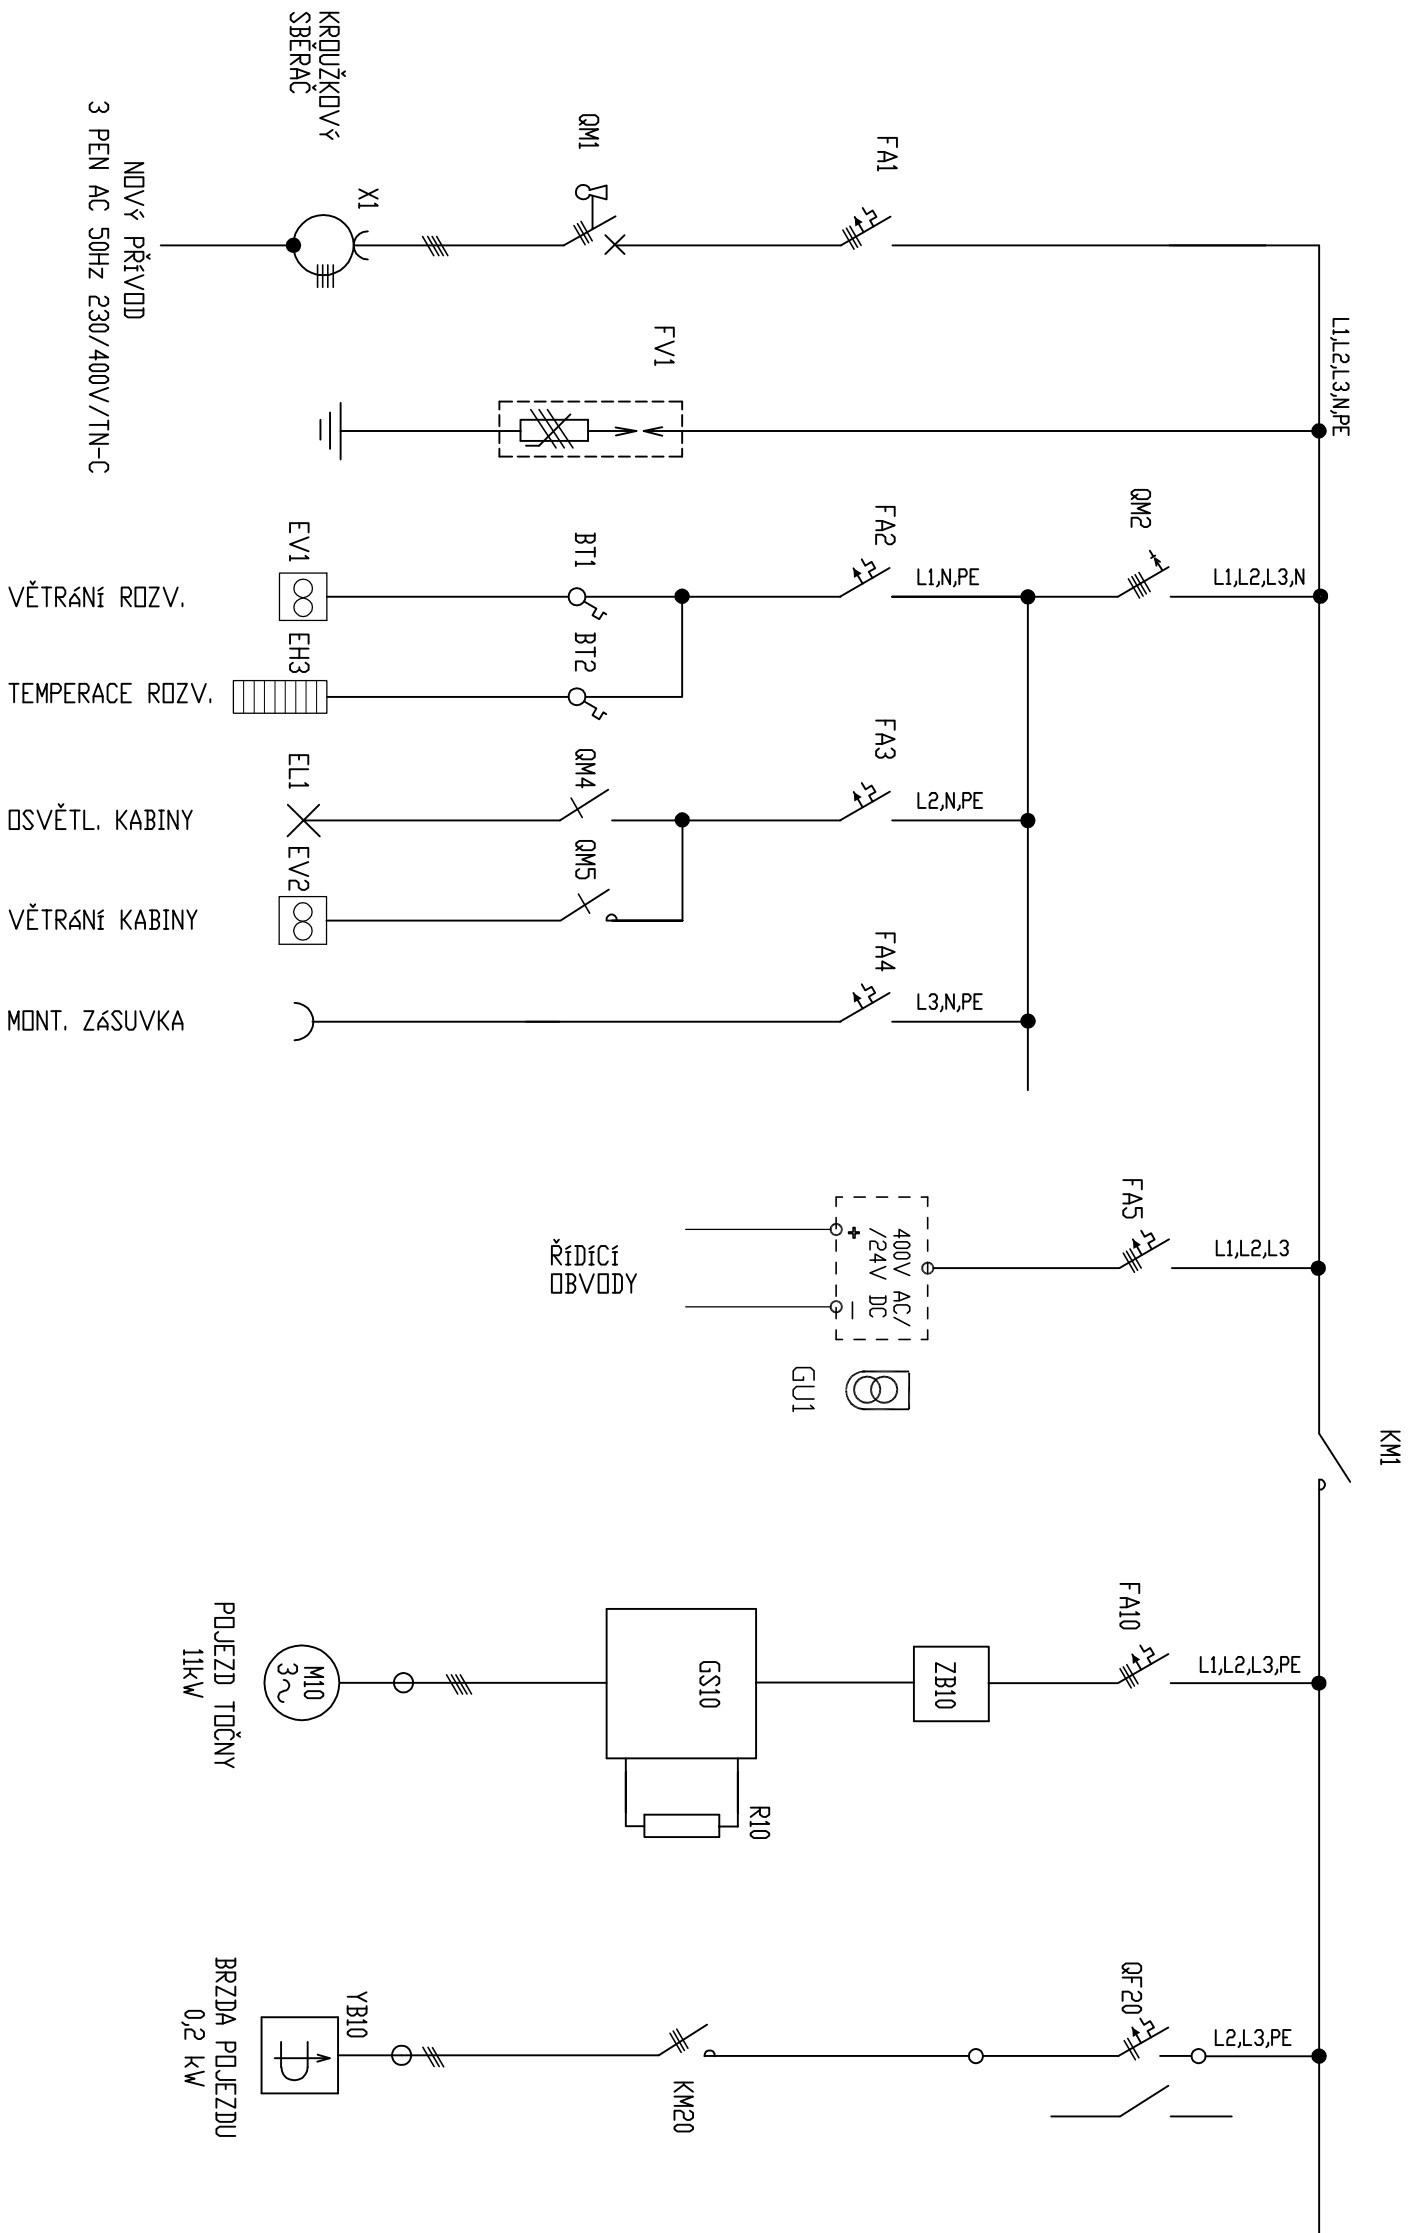 KROUŽKOVÝ
SBĚRAČ
NOVÝ PŘÍVOD
3 PEN AC 50Hz 230/400V/TN-C
X1
QM1
FA1
L1,L2,L3,N,PE
FV1
QM2
L1,L2,L3,N
FA2
L1,N,PE
BT1
EV1
VĚTRÁNÍ ROZV.
BT2
EH3
TEMPERACE ROZV.
FA3
L2,N,PE
QM4
EL1
OSVĚTL. KABINY
QM5
EV2
VĚTRÁNÍ KABINY
FA4
L3,N,PE
MONT. ZÁSUVKA
FA5
L1,L2,L3
400V AC/
/24V DC
+ −
GU1
ŘÍDÍCÍ
OBVODY
KM1
FA10
L1,L2,L3,PE
ZB10
GS10
R10
M10
3~
POJEZD TOČNY
11kW
QF20
L2,L3,PE
KM20
YB10
BRZDA POJEZDU
0,2 kW